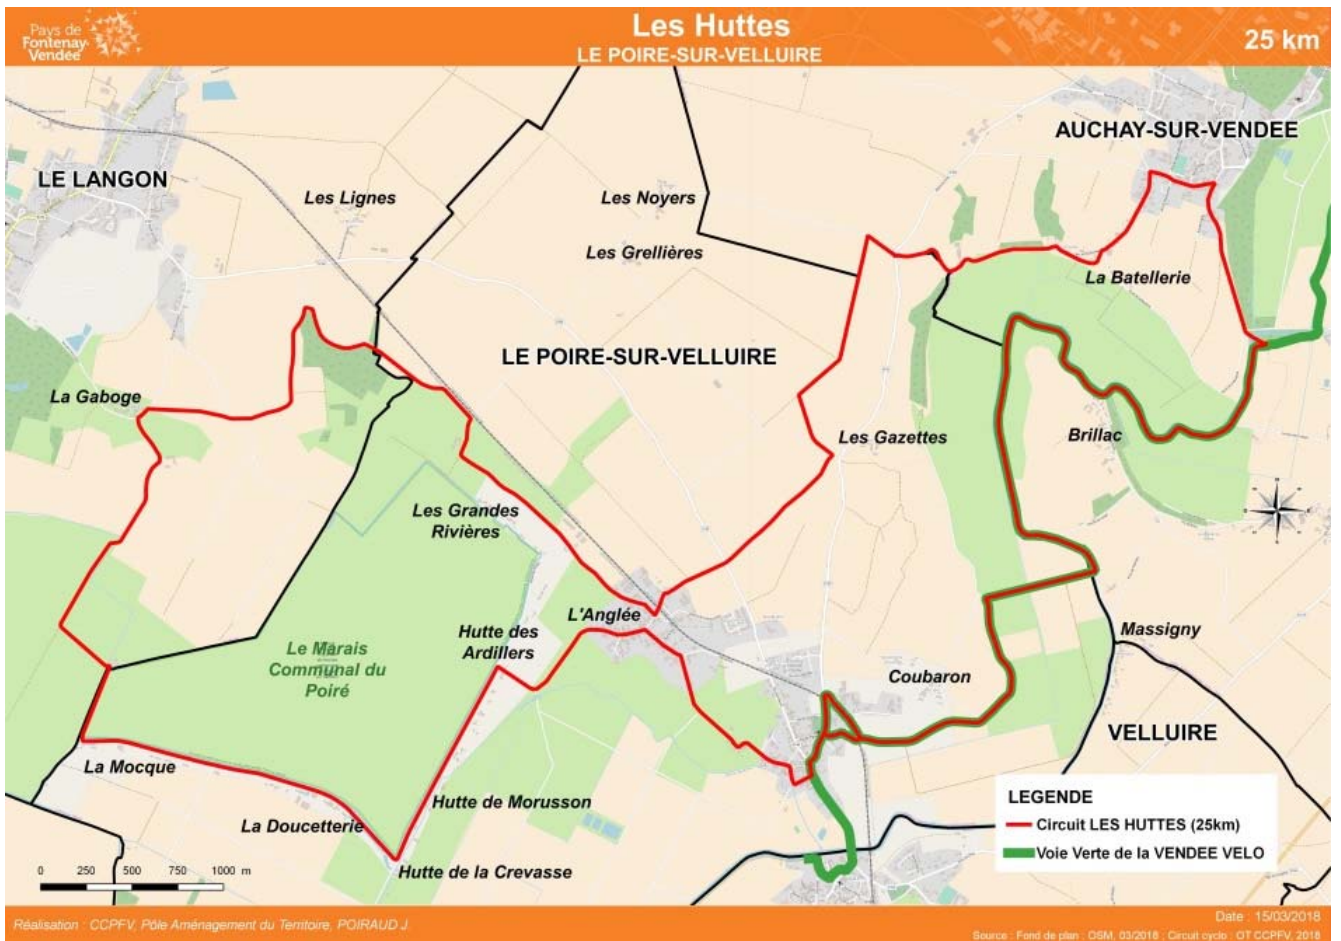 Pays de
Fontenay-
Vendée
Les Huttes
LE POIRE-SUR-VELLUIRE
25 km
AUCHAY-SUR-VENDEE
LE LANGON
Les Lignes
Les Noyers
Les Grellières
La Batellerie
LE POIRE-SUR-VELLUIRE
La Gaboge
Les Gazettes
Brillac
Les Grandes
Rivières
L'Anglée
Hutte des
Ardillers
Massigny
Le Marais
Communal du
Poiré
Coubaron
VELLUIRE
La Mocque
Hutte de Morusson
La Doucetterie
Hutte de la Crevasse
LEGENDE
Circuit LES HUTTES (25km)
Voie Verte de la VENDEE VELO
0 250 500 750 1000 m
Réalisation : CCPFV, Pôle Aménagement du Territoire, POIRAUD J.
Date : 15/03/2018
Source : Fond de plan : OSM, 03/2018 ; Circuit cyclo : OT CCPFV, 2018